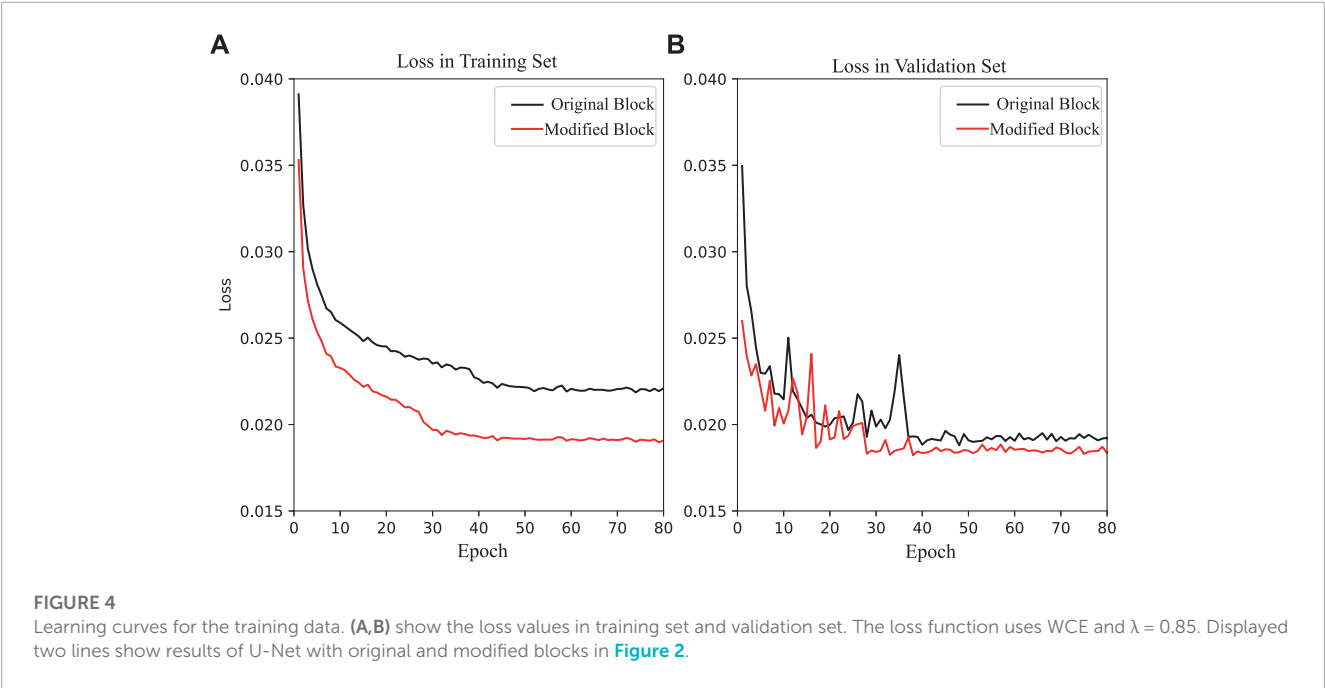 A
Loss in Training Set
0.040
0.035
0.030
0.025
0.020
0.015
Loss
Original Block
Modified Block
0 10 20 30 40 50 60 70 80
Epoch
B
Loss in Validation Set
0.040
0.035
0.030
0.025
0.020
0.015
Original Block
Modified Block
0 10 20 30 40 50 60 70 80
Epoch
FIGURE 4
Learning curves for the training data. (A,B) show the loss values in training set and validation set. The loss function uses WCE and λ = 0.85. Displayed
two lines show results of U-Net with original and modified blocks in Figure 2.